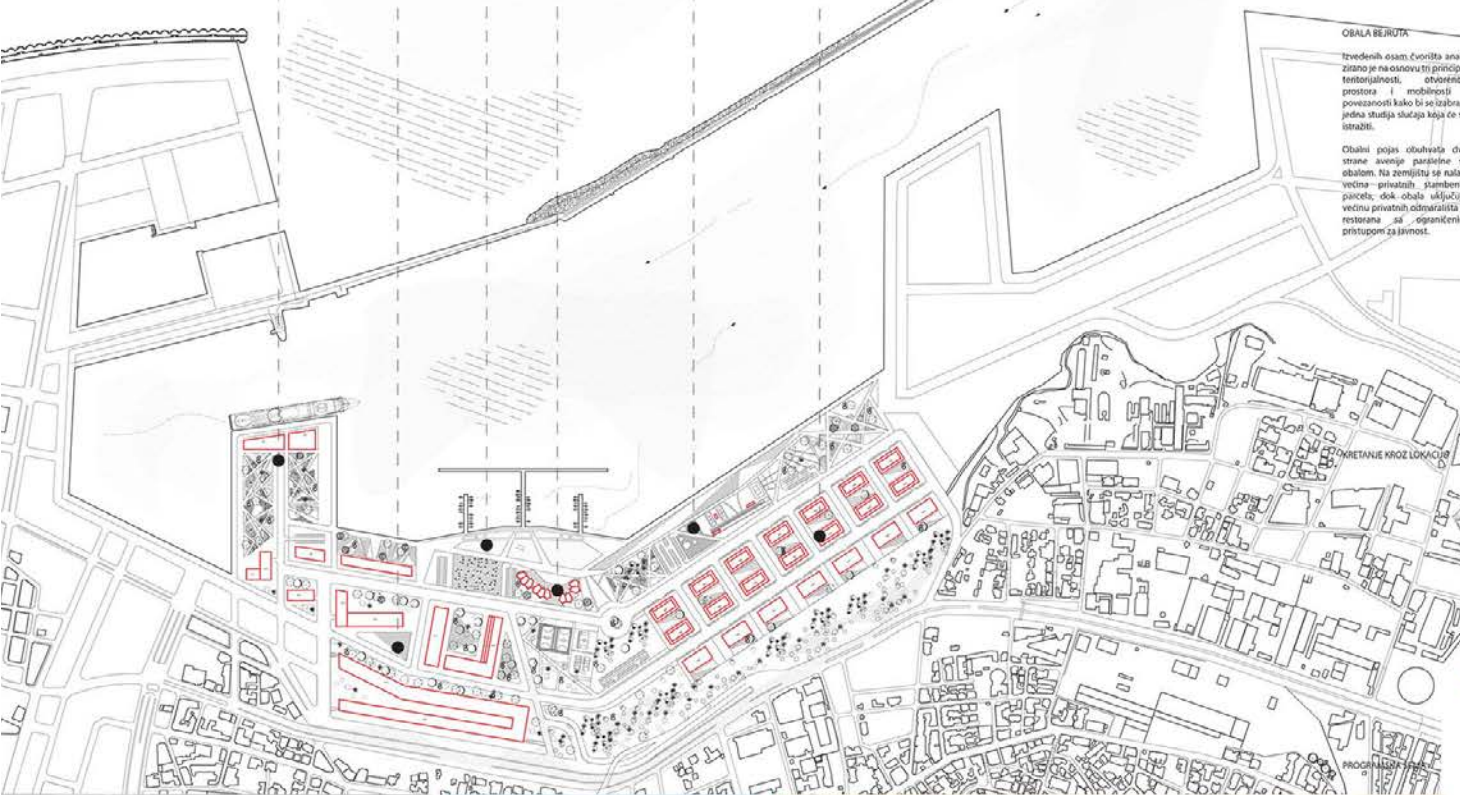 OBALA BEJRUTA
Izvedenih osam čvorišta ana
zirano je na osnovu tri princip
teritorijalnosti, otvoreno
prostora i mobilnosti
povezanosti kako bi se izabra
jedna studija slučaja koja će s
istražiti.
Obalni pojas obuhvata dv
strane avenije paralelne s
obalom. Na zemljištu se nala
većina privatnih stamben
parcela, dok obala uključu
većinu privatnih odmarališta
restorana sa ograničeni
pristupom za javnost.
KRETANJE KROZ LOKACIJU